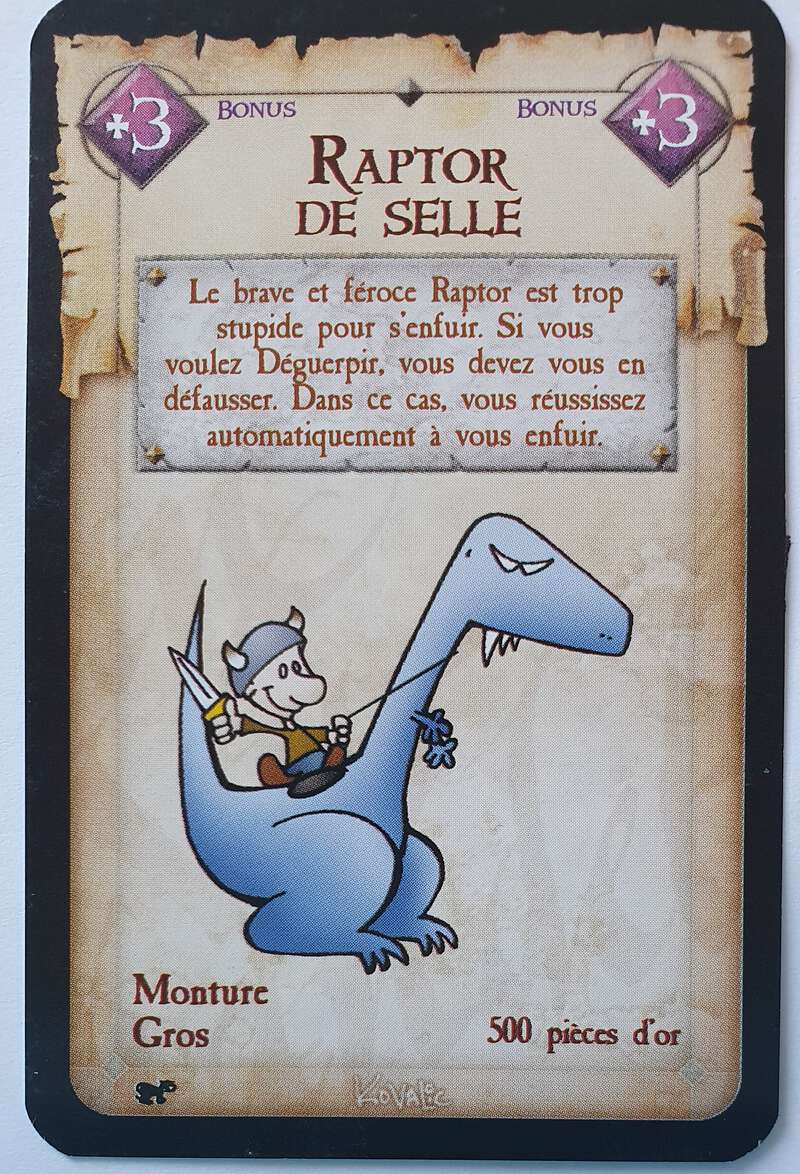 +3 Bonus Bonus +3
Raptor
de selle
Le brave et féroce Raptor est trop
stupide pour s'enfuir. Si vous
voulez Déguerpir, vous devez vous en
défausser. Dans ce cas, vous réussissez
automatiquement à vous enfuir.
Monture
Gros 500 pièces d'or
Kovalic